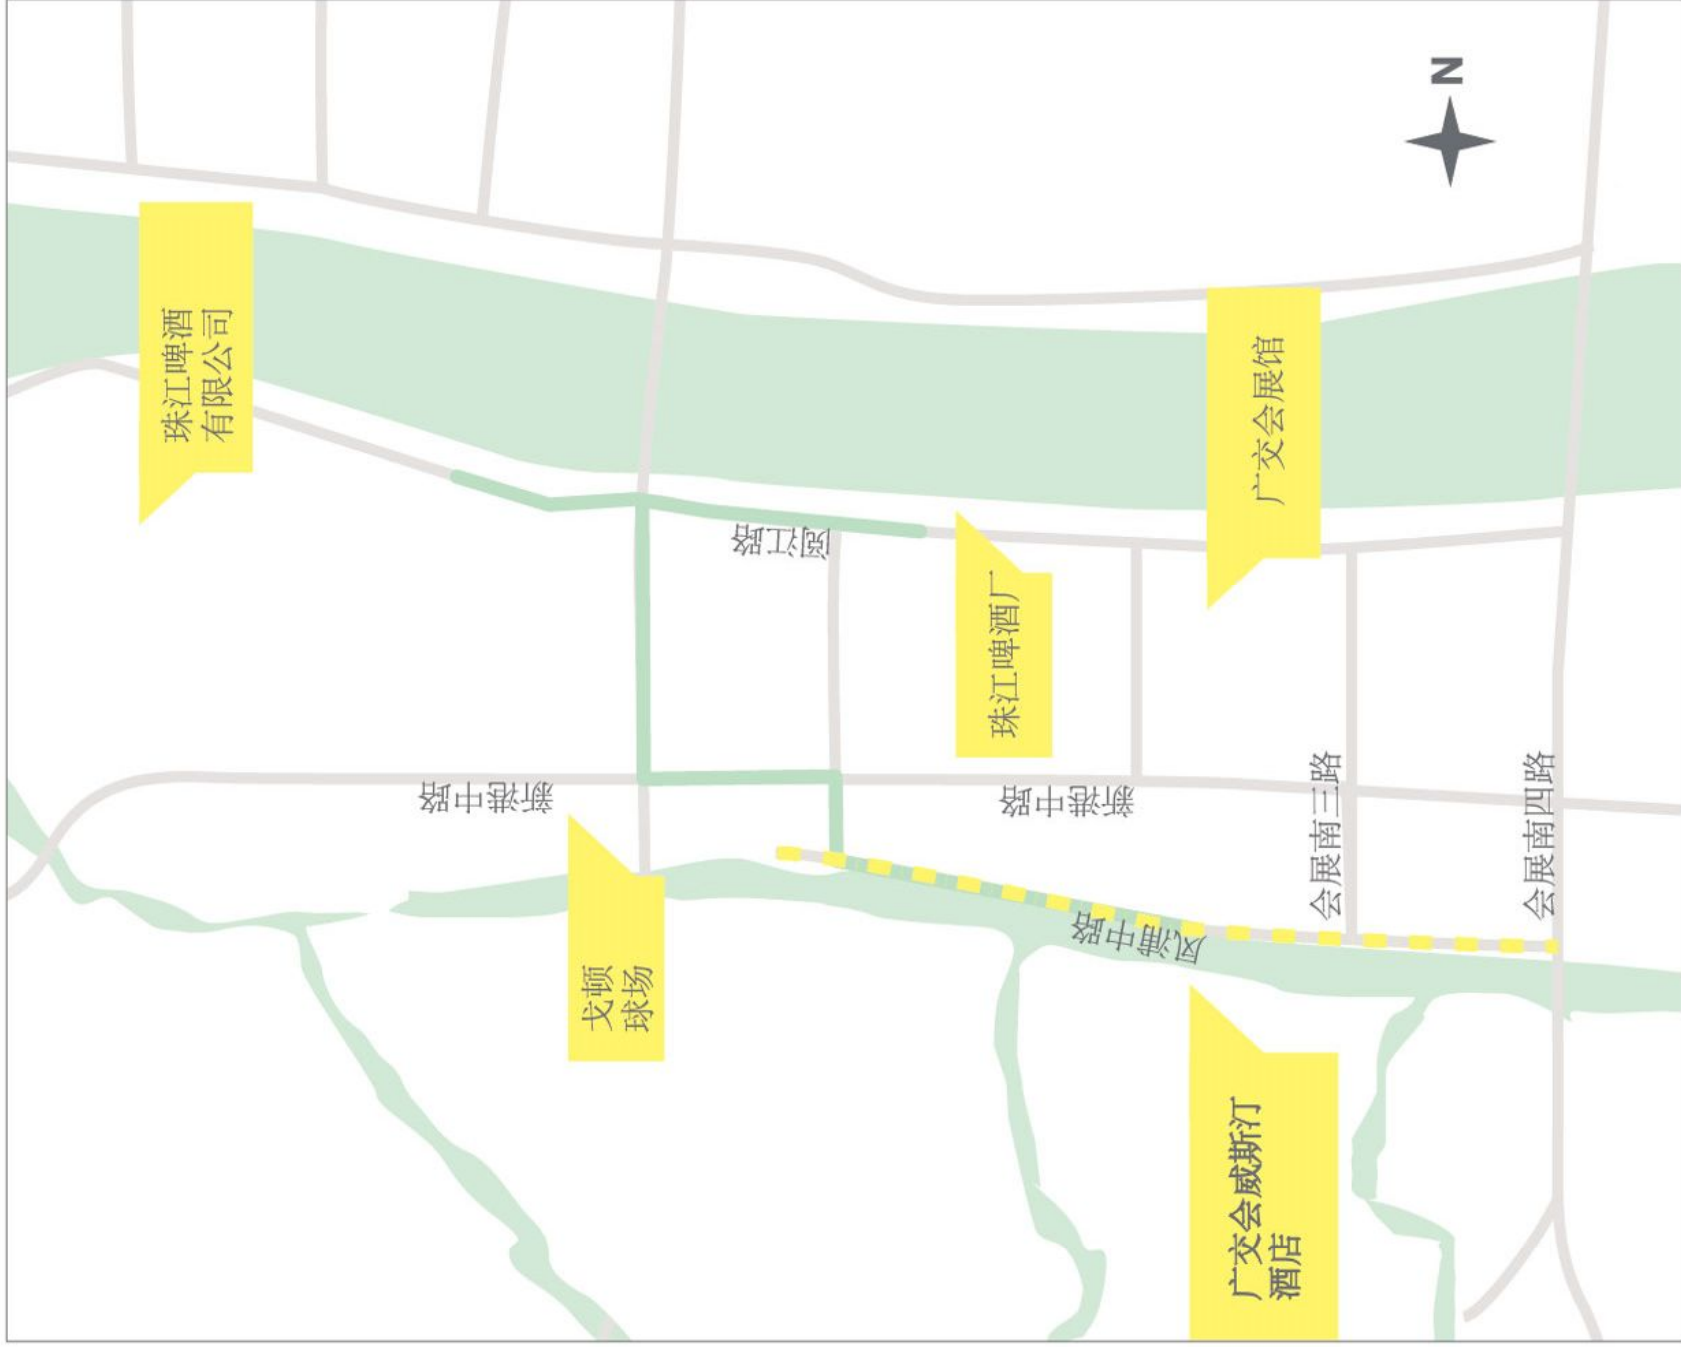 N
珠江啤酒
有限公司
广交会展馆
阅江路
珠江啤酒厂
新港中路
新港中路
会展南三路
会展南四路
戈顿
球场
凤浦中路
广交会威斯汀
酒店